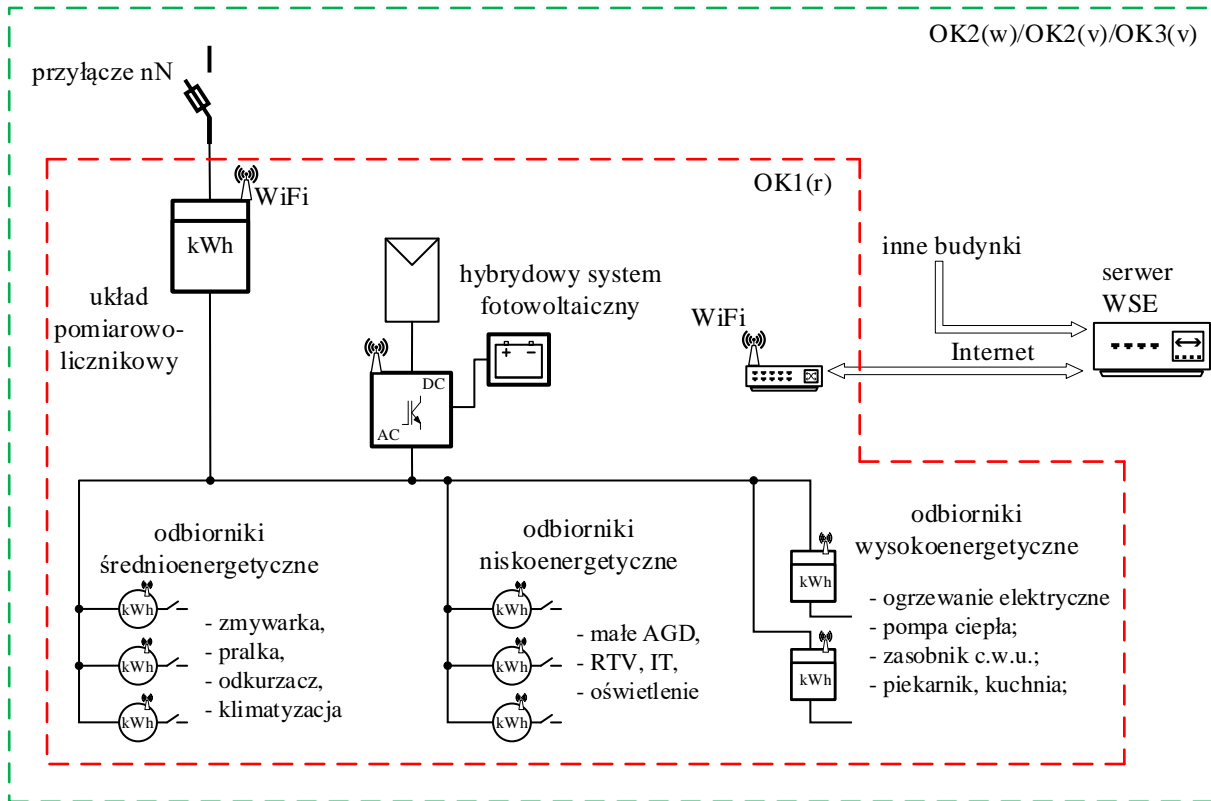 OK2(w)/OK2(v)/OK3(v)
przyłącze nN
OK1(r)
WiFi
kWh
układ
pomiarowo-
licznikowy
hybrydowy system
fotowoltaiczny
+ −
DC
AC
WiFi
inne budynki
serwer
WSE
Internet
odbiorniki
średnioenergetyczne
kWh
kWh
kWh
- zmywarka,
- pralka,
- odkurzacz,
- klimatyzacja
odbiorniki
niskoenergetyczne
kWh
kWh
kWh
- małe AGD,
- RTV, IT,
- oświetlenie
odbiorniki
wysokoenergetyczne
kWh
kWh
- ogrzewanie elektryczne
- pompa ciepła;
- zasobnik c.w.u.;
- piekarnik, kuchnia;